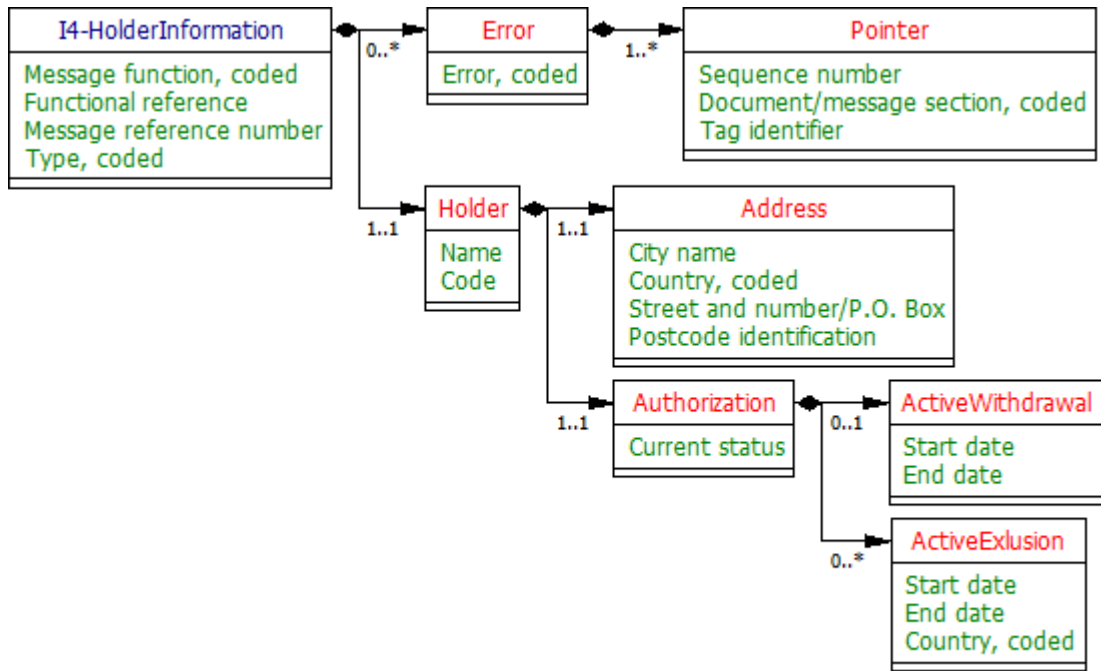 I4-HolderInformation
Message function, coded
Functional reference
Message reference number
Type, coded
0..*
Error
Error, coded
1..*
Pointer
Sequence number
Document/message section, coded
Tag identifier
1..1
Holder
Name
Code
1..1
Address
City name
Country, coded
Street and number/P.O. Box
Postcode identification
1..1
Authorization
Current status
0..1
ActiveWithdrawal
Start date
End date
0..*
ActiveExlusion
Start date
End date
Country, coded